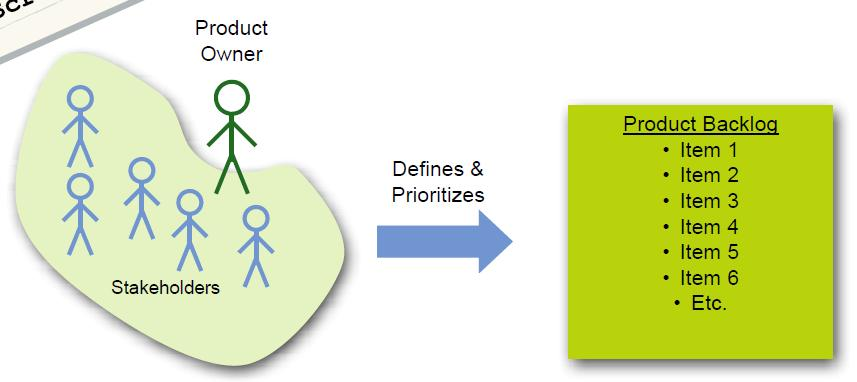 Product
Owner
Stakeholders
Defines &
Prioritizes
Product Backlog
• Item 1
• Item 2
• Item 3
• Item 4
• Item 5
• Item 6
• Etc.